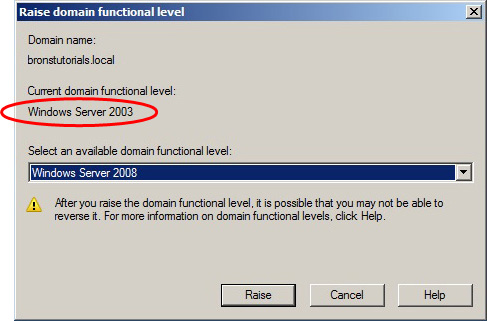 Raise domain functional level
Domain name:
bronstutorials.local
Current domain functional level:
Windows Server 2003
Select an available domain functional level:
Windows Server 2008
After you raise the domain functional level, it is possible that you may not be able to
reverse it. For more information on domain functional levels, click Help.
Raise Cancel Help